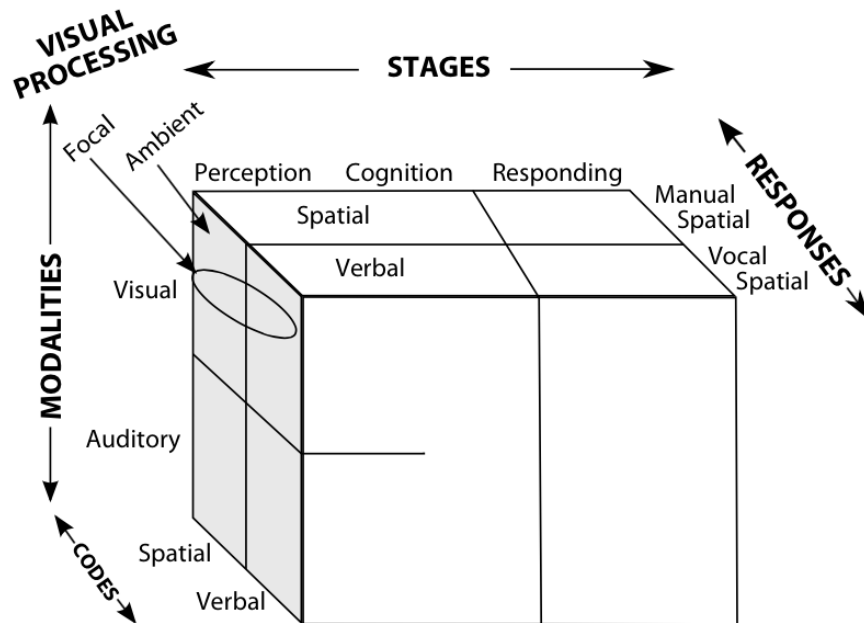 VISUAL
PROCESSING
STAGES
Focal
Ambient
Perception
Cognition
Responding
RESPONSES
Manual
Spatial
Spatial
Vocal
Spatial
Verbal
MODALITIES
Visual
Auditory
Spatial
Verbal
CODES